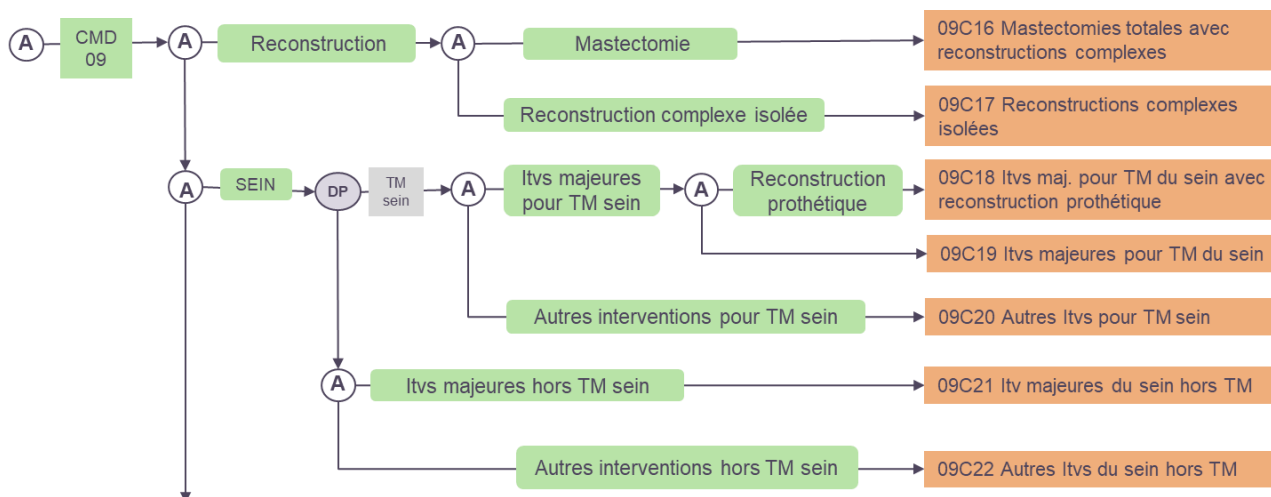 A
CMD
09
A
Reconstruction
A
Mastectomie
09C16 Mastectomies totales avec
reconstructions complexes
Reconstruction complexe isolée
09C17 Reconstructions complexes
isolées
A
SEIN
DP
TM
sein
A
Itvs majeures
pour TM sein
A
Reconstruction
prothétique
09C18 Itvs maj. pour TM du sein avec
reconstruction prothétique
09C19 Itvs majeures pour TM du sein
Autres interventions pour TM sein
09C20 Autres Itvs pour TM sein
A
Itvs majeures hors TM sein
09C21 Itv majeures du sein hors TM
Autres interventions hors TM sein
09C22 Autres Itvs du sein hors TM